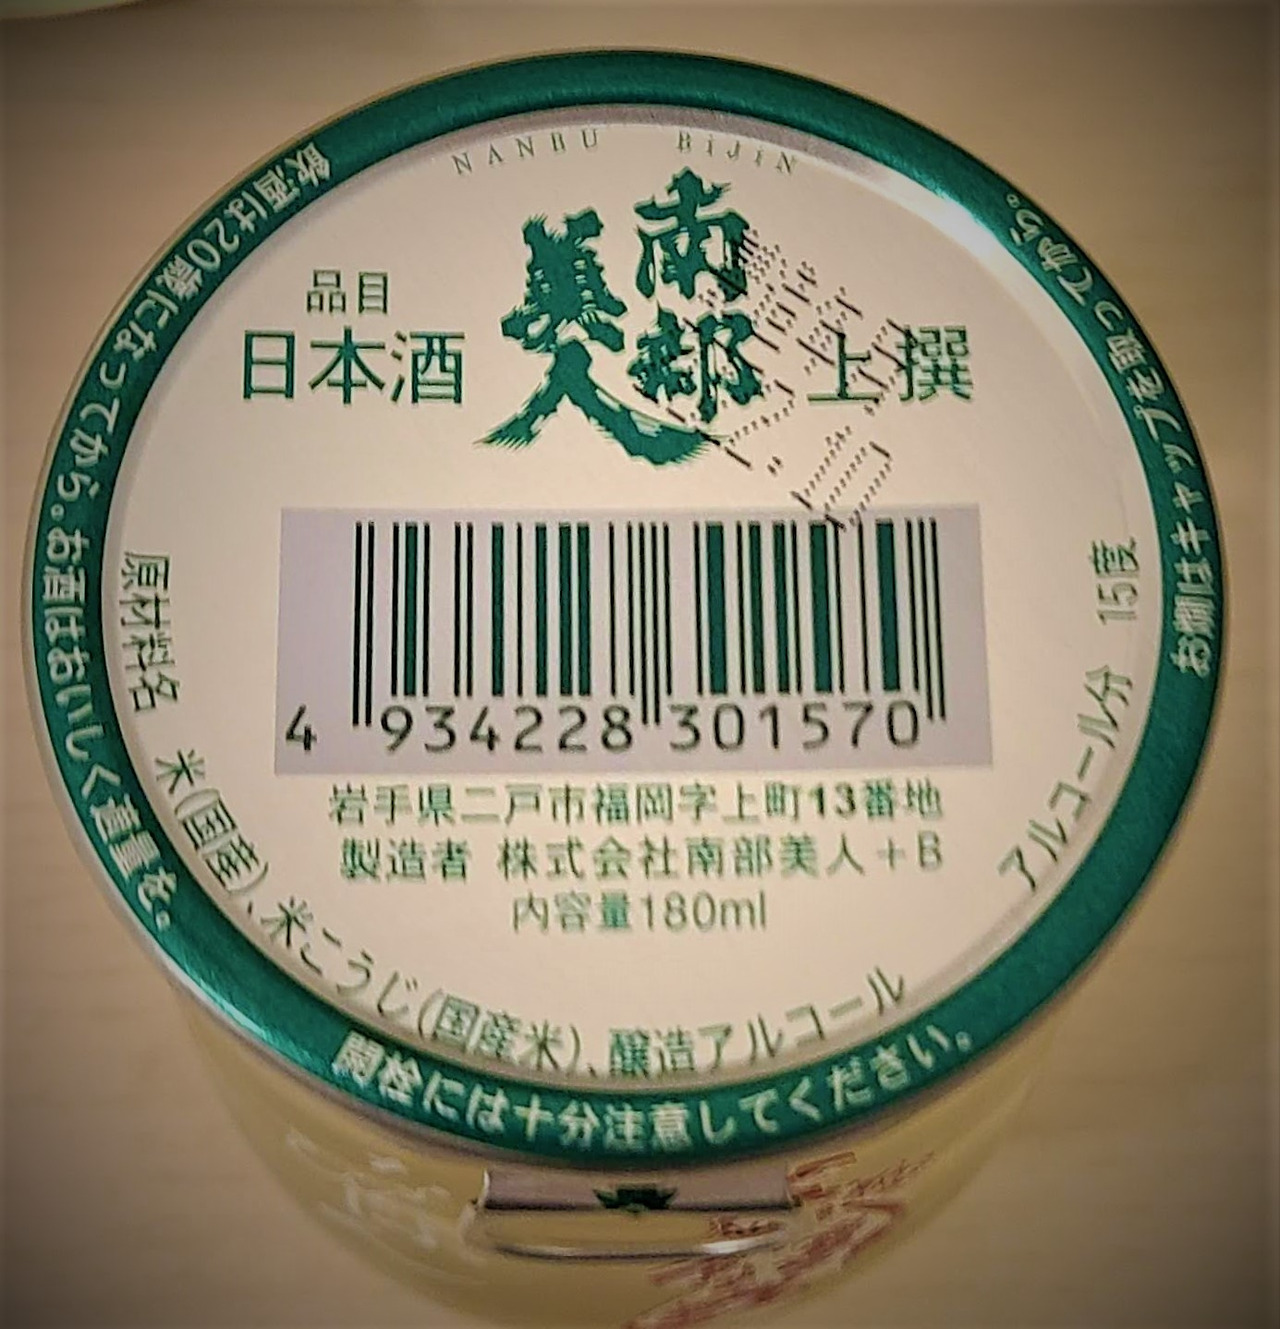 NANBU BiJiN
南部美人
品目
日本酒
上撰
4 934228 301570
岩手県二戸市福岡字上町13番地
製造者 株式会社南部美人+B
内容量180ml
原材料名 米(国産)、米こうじ(国産米)、醸造アルコール
アルコール分 15度
飲酒は20歳になってから。お酒はおいしく適量を。
開栓には十分注意してください。
お燗はキャップを取ってから。